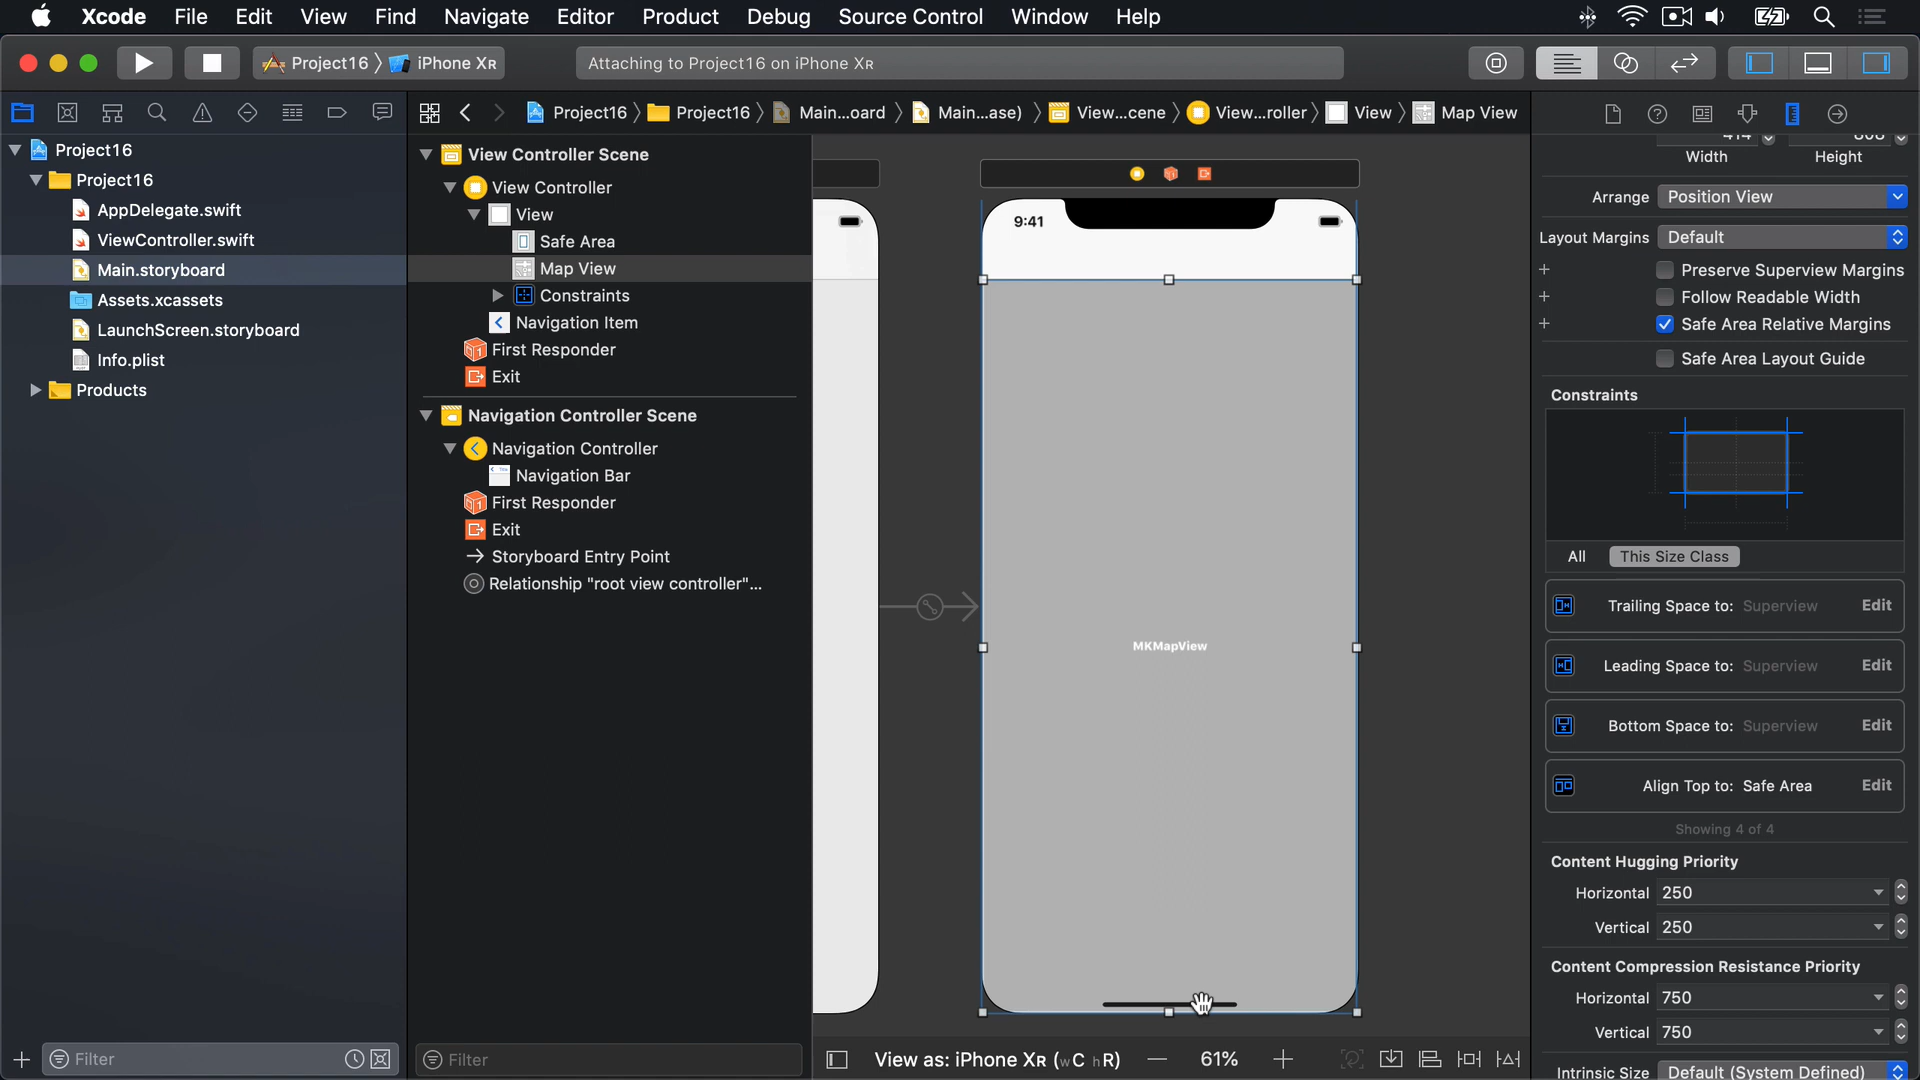 Xcode File Edit View Find Navigate Editor Product Debug Source Control Window Help
Project16 iPhone XR
Attaching to Project16 on iPhone XR
Project16 Project16 Main...oard Main...ase) View...cene View...roller View Map View
Project16
Project16
AppDelegate.swift
ViewController.swift
Main.storyboard
Assets.xcassets
LaunchScreen.storyboard
Info.plist
Products
Filter
View Controller Scene
View Controller
View
Safe Area
Map View
Constraints
Navigation Item
First Responder
Exit
Navigation Controller Scene
Navigation Controller
Navigation Bar
First Responder
Exit
Storyboard Entry Point
Relationship "root view controller"...
Filter
9:41
MKMapView
View as: iPhone XR (wC hR) 61%
Width Height
Arrange Position View
Layout Margins Default
Preserve Superview Margins
Follow Readable Width
Safe Area Relative Margins
Safe Area Layout Guide
Constraints
All This Size Class
Trailing Space to: Superview Edit
Leading Space to: Superview Edit
Bottom Space to: Superview Edit
Align Top to: Safe Area Edit
Showing 4 of 4
Content Hugging Priority
Horizontal 250
Vertical 250
Content Compression Resistance Priority
Horizontal 750
Vertical 750
Intrinsic Size Default (System Defined)